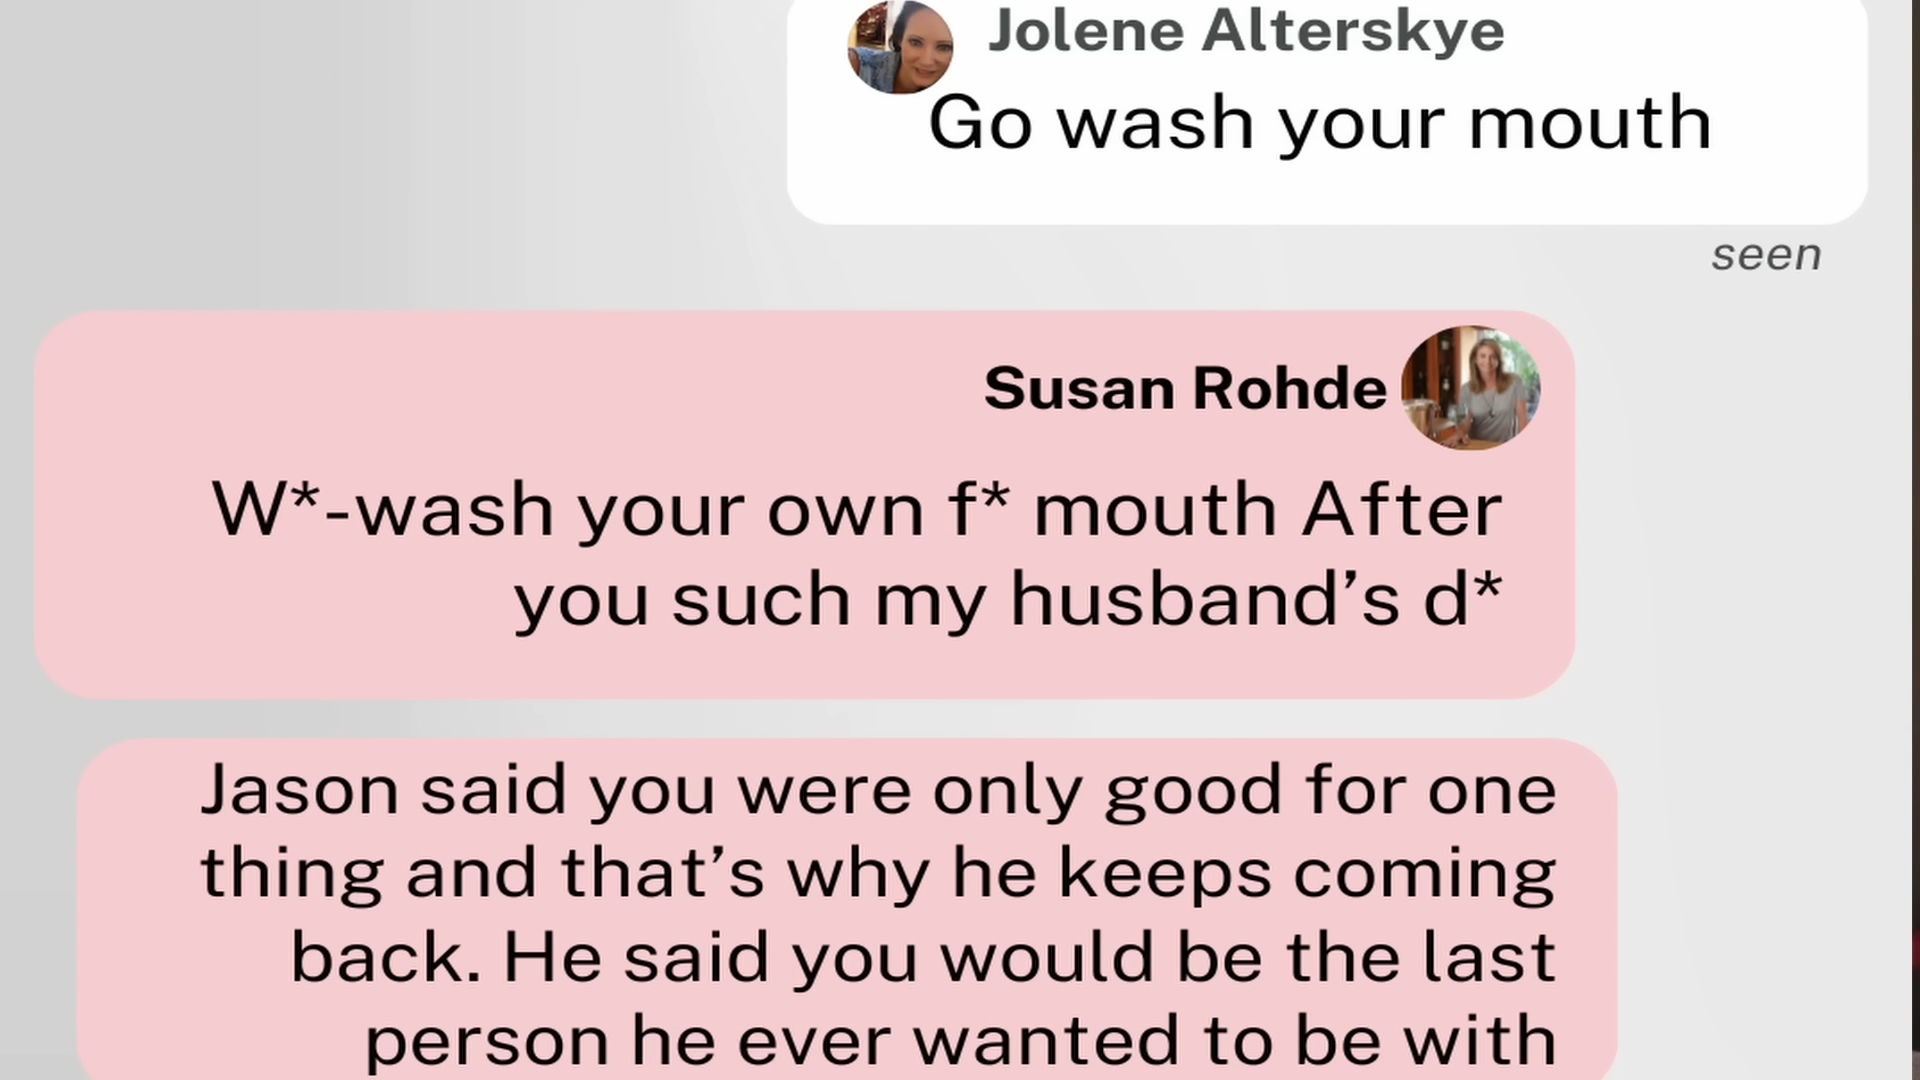 Jolene Alterskye
Go wash your mouth
seen
Susan Rohde
W*-wash your own f* mouth After
you such my husband’s d*
Jason said you were only good for one
thing and that’s why he keeps coming
back. He said you would be the last
person he ever wanted to be with